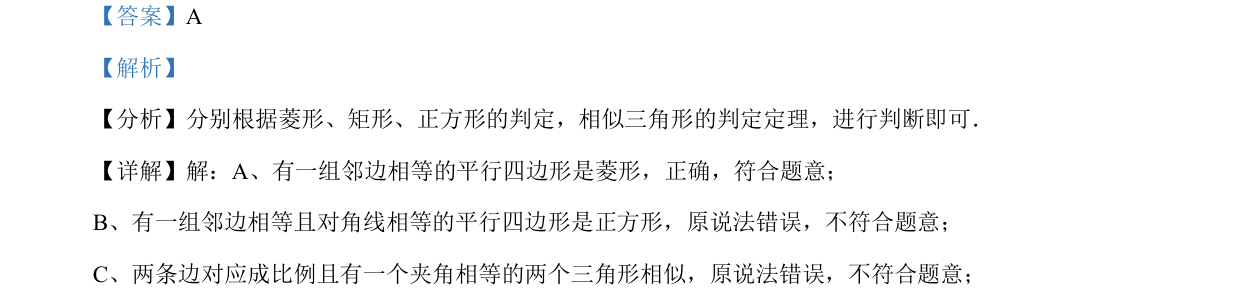 【答案】A
【解析】
【分析】分别根据菱形、矩形、正方形的判定，相似三角形的判定定理，进行判断即可．
【详解】解：A、有一组邻边相等的平行四边形是菱形，正确，符合题意；
B、有一组邻边相等且对角线相等的平行四边形是正方形，原说法错误，不符合题意；
C、两条边对应成比例且有一个夹角相等的两个三角形相似，原说法错误，不符合题意；